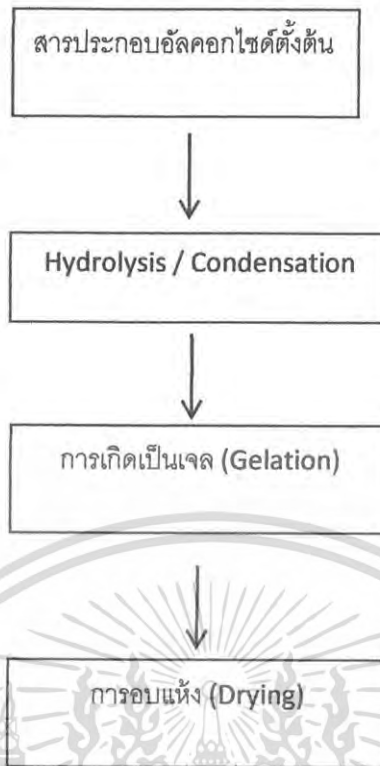 สารประกอบอัลคอกไซด์ตั้งต้น
Hydrolysis / Condensation
การเกิดเป็นเจล (Gelation)
การอบแห้ง (Drying)